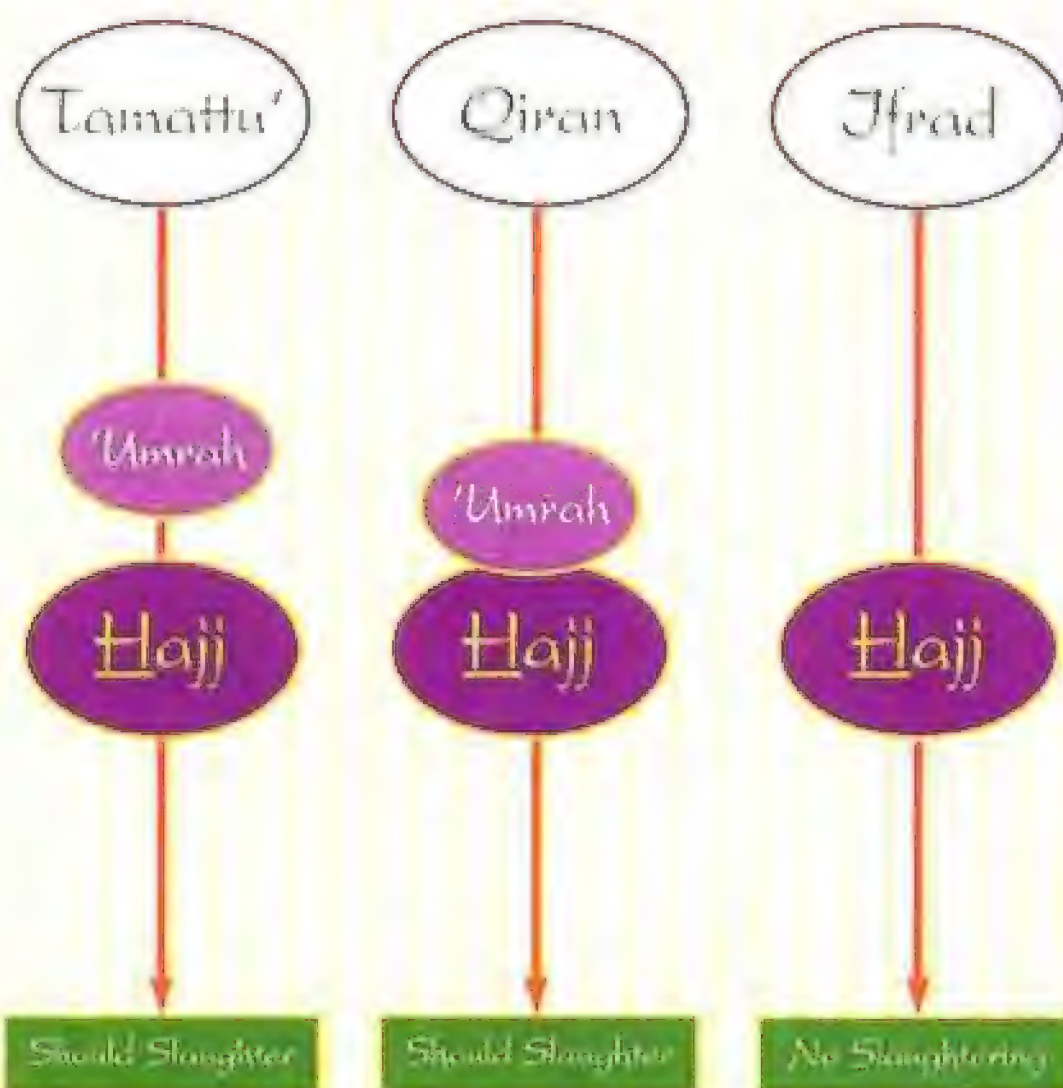 Tamattu'
Qiran
Ifrad
'Umrah
'Umrah
Hajj
Hajj
Hajj
Should Slaughter
Should Slaughter
No Slaughtering